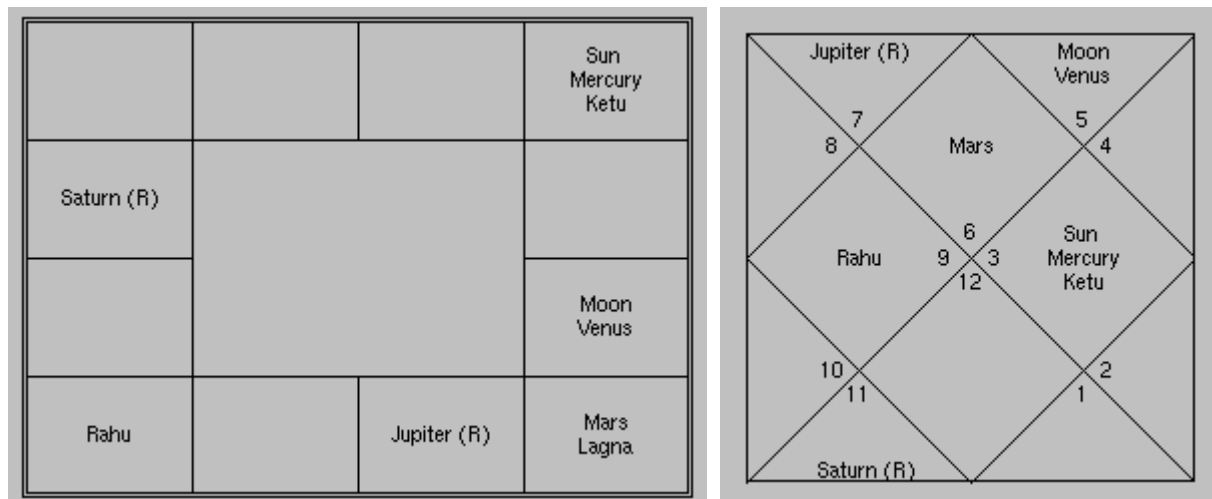 Sun
Mercury
Ketu
Saturn (R)
Moon
Venus
Rahu
Jupiter (R)
Mars
Lagna
Jupiter (R)
Moon
Venus
7
5
8
Mars
4
6
Rahu
9
3
Sun
Mercury
Ketu
12
10
2
11
1
Saturn (R)